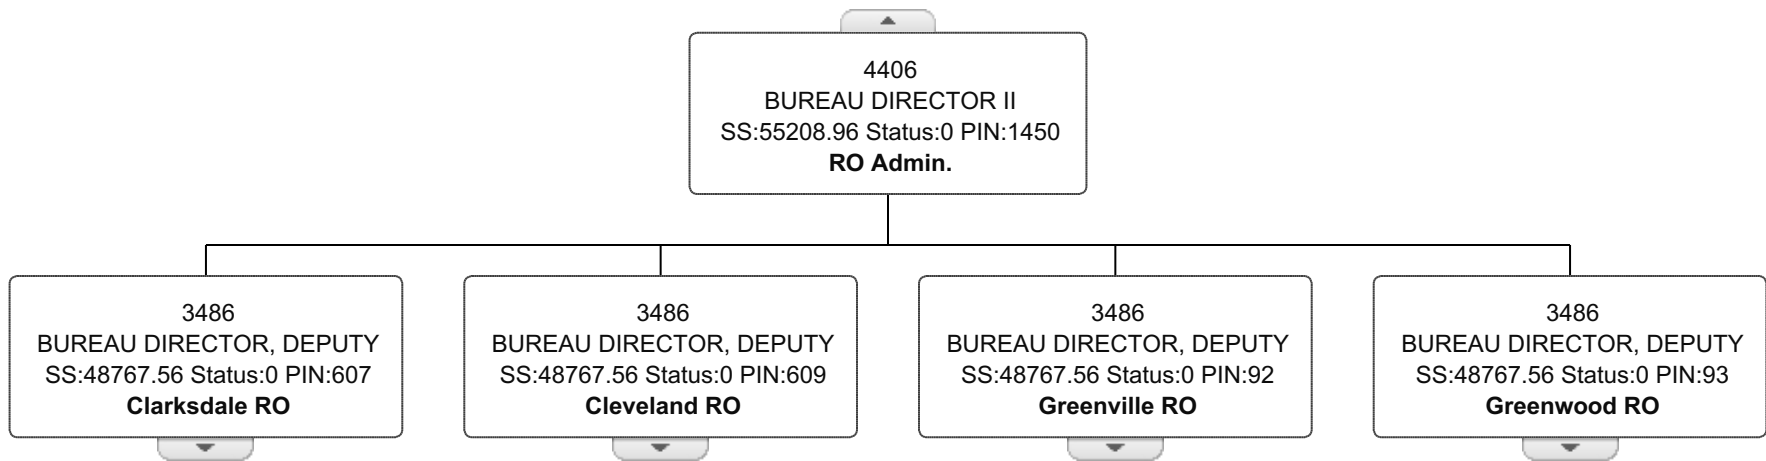 4406
BUREAU DIRECTOR II
SS:55208.96 Status:0 PIN:1450
RO Admin.
3486
BUREAU DIRECTOR, DEPUTY
SS:48767.56 Status:0 PIN:607
Clarksdale RO
3486
BUREAU DIRECTOR, DEPUTY
SS:48767.56 Status:0 PIN:609
Cleveland RO
3486
BUREAU DIRECTOR, DEPUTY
SS:48767.56 Status:0 PIN:92
Greenville RO
3486
BUREAU DIRECTOR, DEPUTY
SS:48767.56 Status:0 PIN:93
Greenwood RO